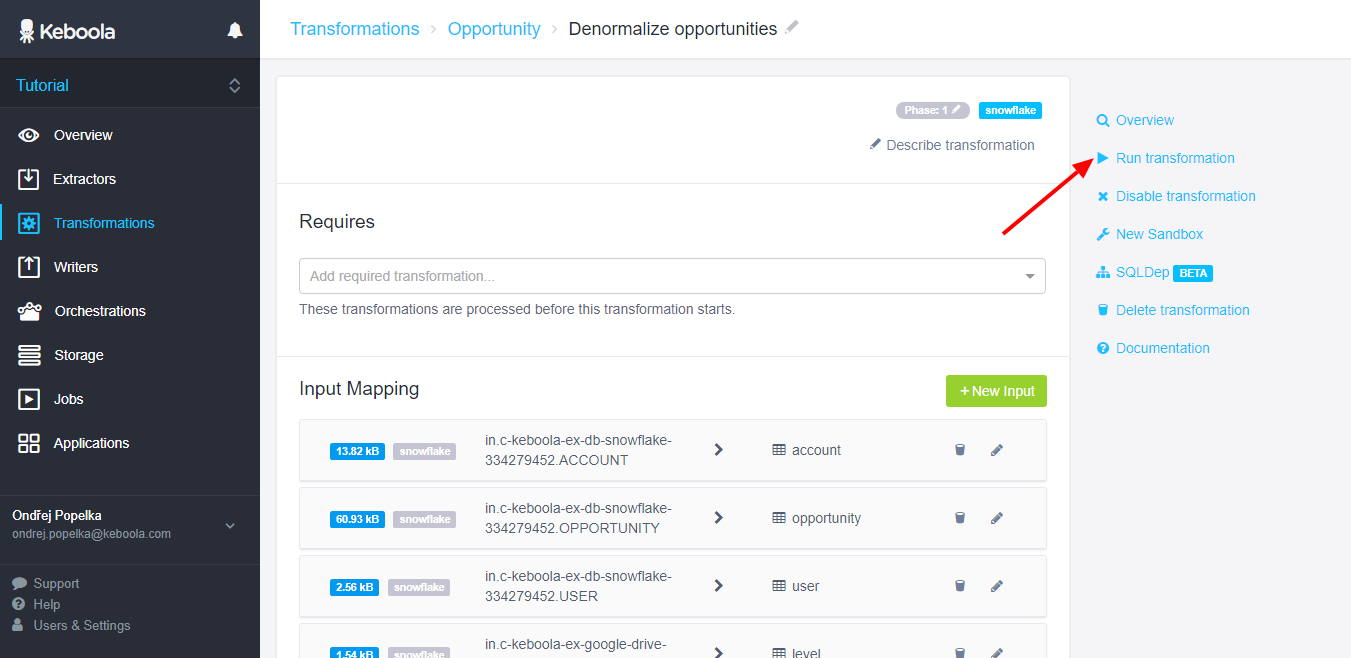 Keboola
Transformations › Opportunity › Denormalize opportunities
Tutorial
Overview
Extractors
Transformations
Writers
Orchestrations
Storage
Jobs
Applications
Ondřej Popelka
ondrej.popelka@keboola.com
Support
Help
Users & Settings
Phase: 1 snowflake
Describe transformation
Requires
Add required transformation...
These transformations are processed before this transformation starts.
Input Mapping
+ New Input
13.82 kB snowflake in.c-keboola-ex-db-snowflake-
334279452.ACCOUNT account
60.93 kB snowflake in.c-keboola-ex-db-snowflake-
334279452.OPPORTUNITY opportunity
2.56 kB snowflake in.c-keboola-ex-db-snowflake-
334279452.USER user
in.c-keboola-ex-google-drive-
1.54 kB snowflake level
Overview
Run transformation
Disable transformation
New Sandbox
SQLDep BETA
Delete transformation
Documentation